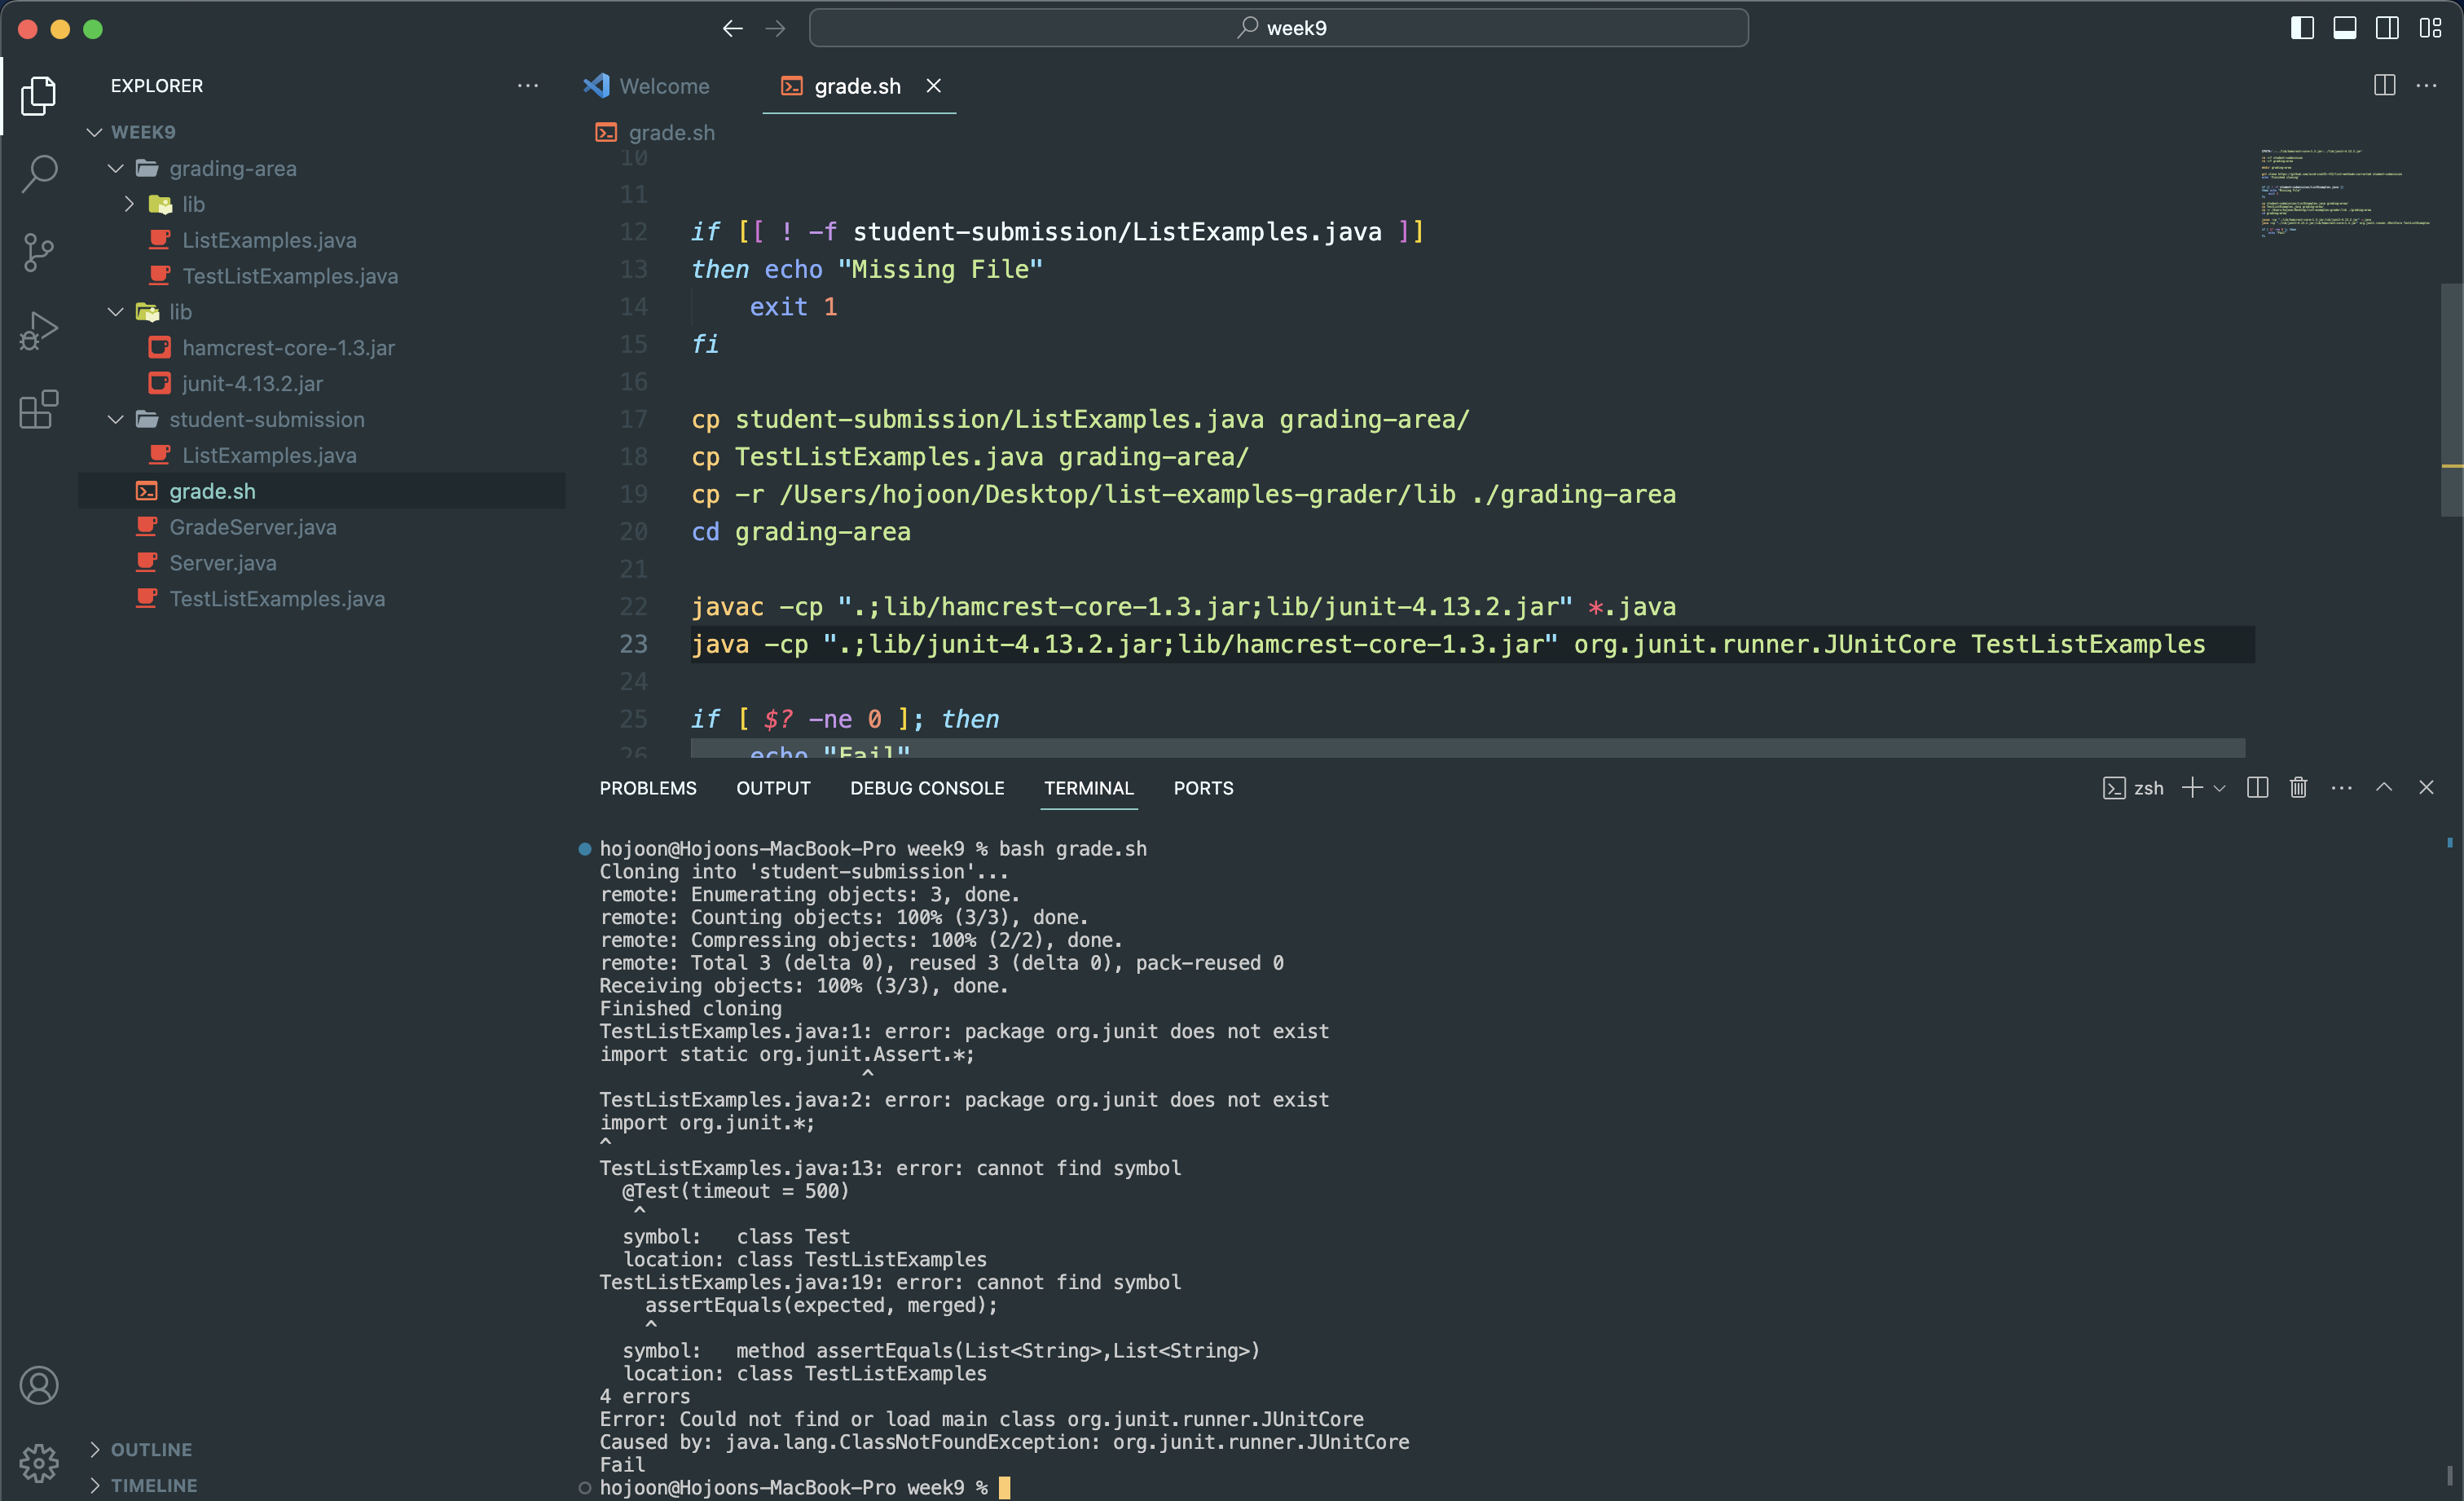 week9
EXPLORER
WEEK9
grading-area
lib
ListExamples.java
TestListExamples.java
lib
hamcrest-core-1.3.jar
junit-4.13.2.jar
student-submission
ListExamples.java
grade.sh
GradeServer.java
Server.java
TestListExamples.java
OUTLINE
TIMELINE
Welcome
grade.sh
grade.sh
10
11
12 if [[ ! -f student-submission/ListExamples.java ]]
13 then echo "Missing File"
14     exit 1
15 fi
16
17 cp student-submission/ListExamples.java grading-area/
18 cp TestListExamples.java grading-area/
19 cp -r /Users/hojoon/Desktop/list-examples-grader/lib ./grading-area
20 cd grading-area
21
22 javac -cp ".;lib/hamcrest-core-1.3.jar;lib/junit-4.13.2.jar" *.java
23 java -cp ".;lib/junit-4.13.2.jar;lib/hamcrest-core-1.3.jar" org.junit.runner.JUnitCore TestListExamples
24
25 if [ $? -ne 0 ]; then
26     echo "Fail"
PROBLEMS OUTPUT DEBUG CONSOLE TERMINAL PORTS
zsh
hojoon@Hojoons-MacBook-Pro week9 % bash grade.sh
Cloning into 'student-submission'...
remote: Enumerating objects: 3, done.
remote: Counting objects: 100% (3/3), done.
remote: Compressing objects: 100% (2/2), done.
remote: Total 3 (delta 0), reused 3 (delta 0), pack-reused 0
Receiving objects: 100% (3/3), done.
Finished cloning
TestListExamples.java:1: error: package org.junit does not exist
import static org.junit.Assert.*;
^
TestListExamples.java:2: error: package org.junit does not exist
import org.junit.*;
^
TestListExamples.java:13: error: cannot find symbol
  @Test(timeout = 500)
   ^
  symbol:   class Test
  location: class TestListExamples
TestListExamples.java:19: error: cannot find symbol
    assertEquals(expected, merged);
    ^
  symbol:   method assertEquals(List<String>,List<String>)
  location: class TestListExamples
4 errors
Error: Could not find or load main class org.junit.runner.JUnitCore
Caused by: java.lang.ClassNotFoundException: org.junit.runner.JUnitCore
Fail
hojoon@Hojoons-MacBook-Pro week9 %